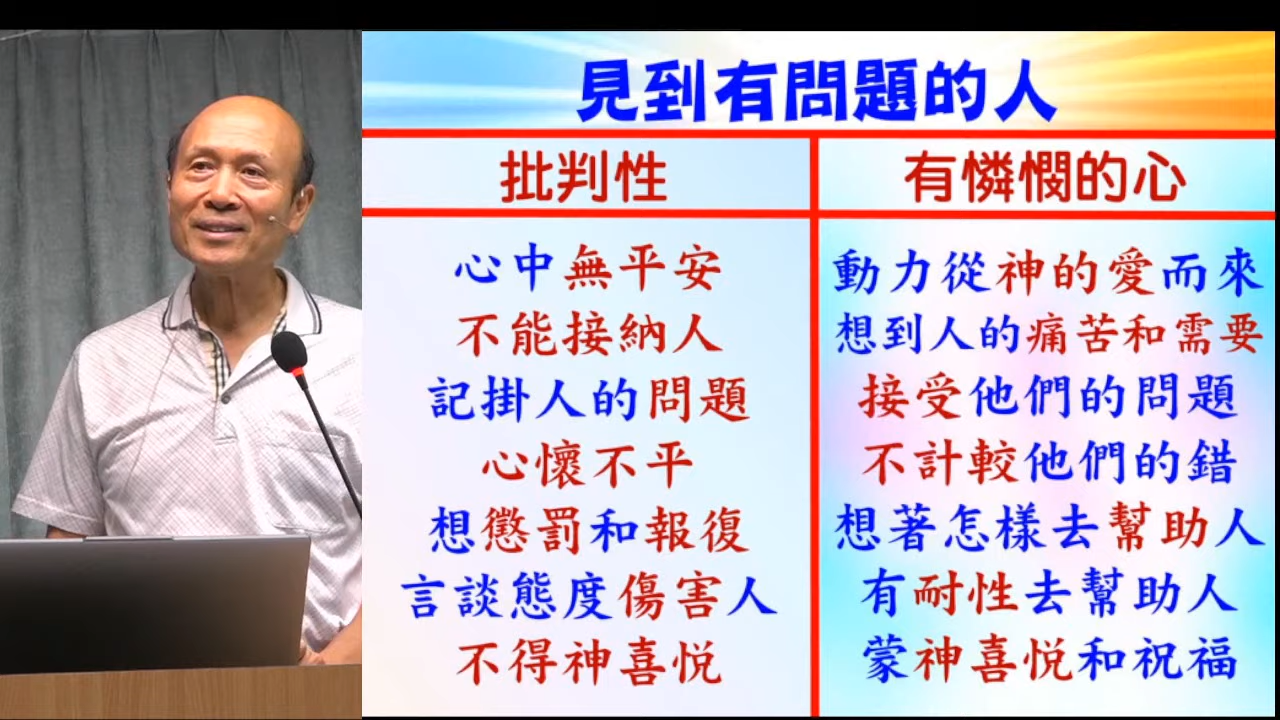 見到有問題的人
批判性
有憐憫的心
心中無平安
不能接納人
記掛人的問題
心懷不平
想懲罰和報復
言談態度傷害人
不得神喜悅
動力從神的愛而來
想到人的痛苦和需要
接受他們的問題
不計較他們的錯
想著怎樣去幫助人
有耐性去幫助人
蒙神喜悅和祝福